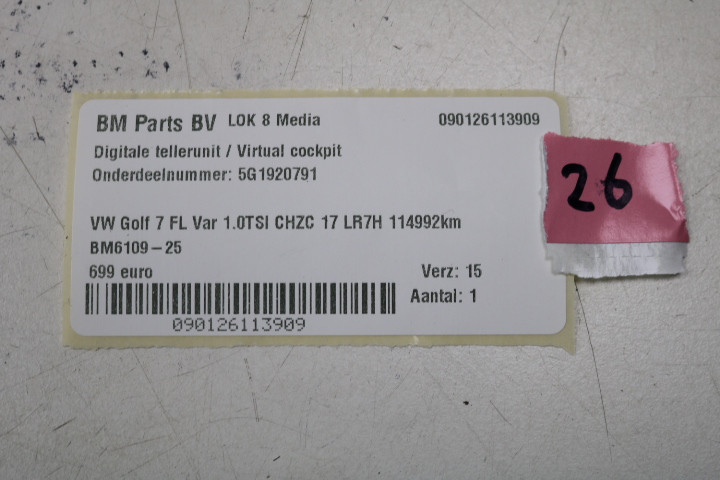 BM Parts BV LOK 8 Media 090126113909
Digitale tellerunit / Virtual cockpit
Onderdeelnummer: 5G1920791
26
VW Golf 7 FL Var 1.0TSI CHZC 17 LR7H 114992km
BM6109-25
699 euro Verz: 15
Aantal: 1
090126113909